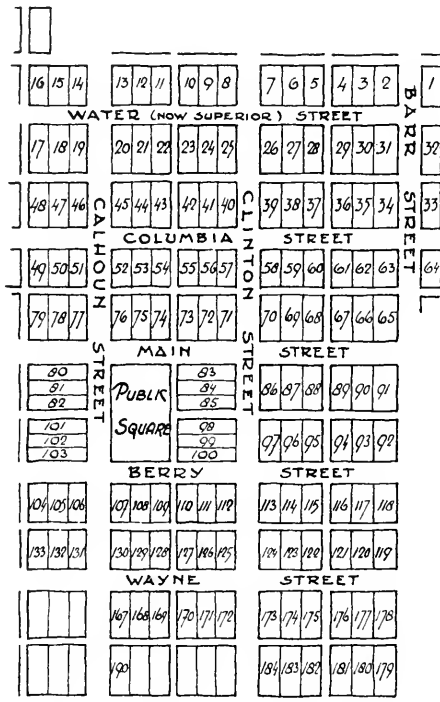 16 15 14 13 12 11 10 9 8 7 6 5 4 3 2 1
WATER (NOW SUPERIOR) STREET
17 18 19 20 21 22 23 24 25 26 27 28 29 30 31 32
48 47 46 45 44 43 42 41 40 39 38 37 36 35 34 33
COLUMBIA STREET
49 50 51 52 53 54 55 56 57 58 59 60 61 62 63 64
79 78 77 76 75 74 73 72 71 70 69 68 67 66 65
CALHOUN STREET
CLINTON STREET
BARR STREET
MAIN STREET
80 83
81 84
82 85
86 87 88 89 90 91
PUBLIC
SQUARE
101 98
102 99
103 100
97 96 95 94 93 92
BERRY STREET
104 105 106 107 108 109 110 111 112 113 114 115 116 117 118
133 132 131 130 129 128 127 126 125 124 123 122 121 120 119
WAYNE STREET
167 168 169 170 171 172 173 174 175 176 177 178
190 184 183 182 181 180 179